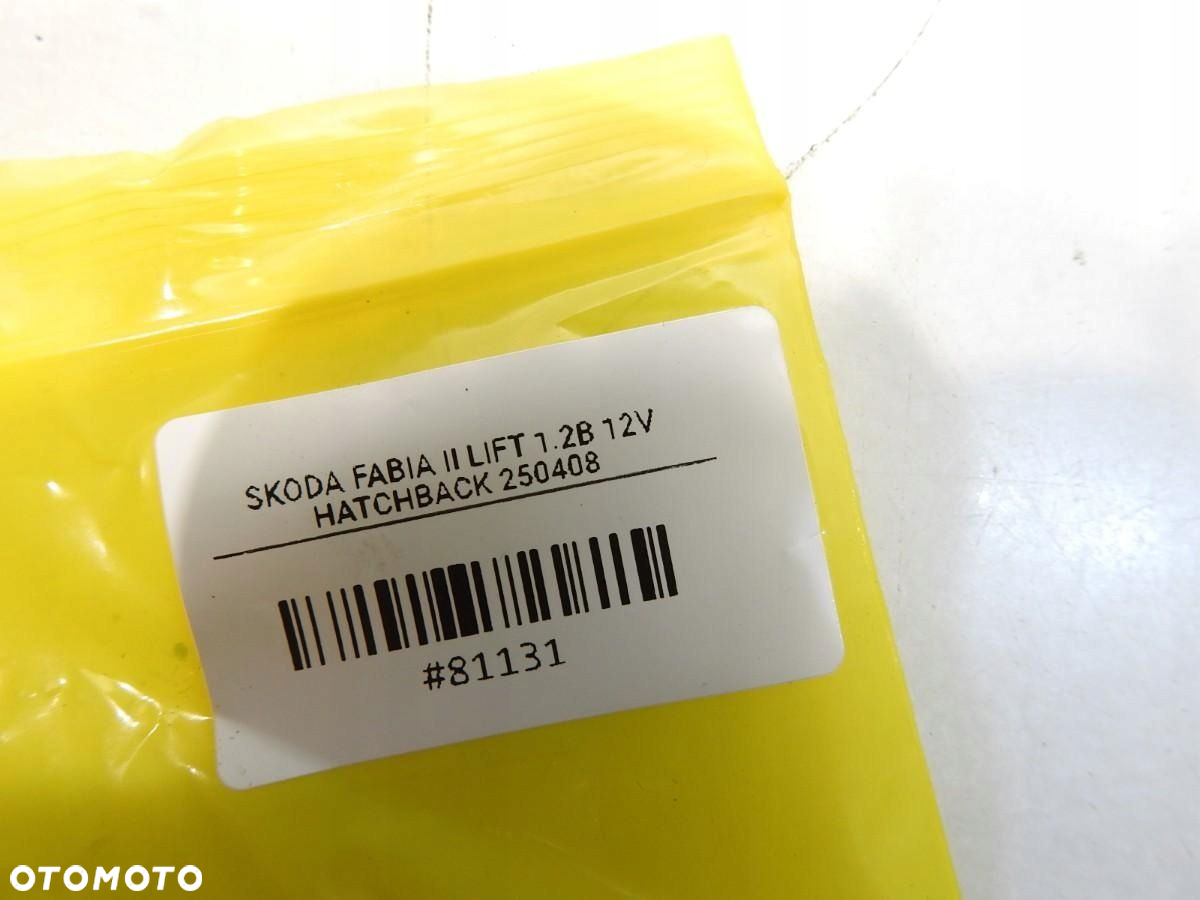 SKODA FABIA II LIFT 1.2B 12V
HATCHBACK 250408
#81131
OTOMOTO